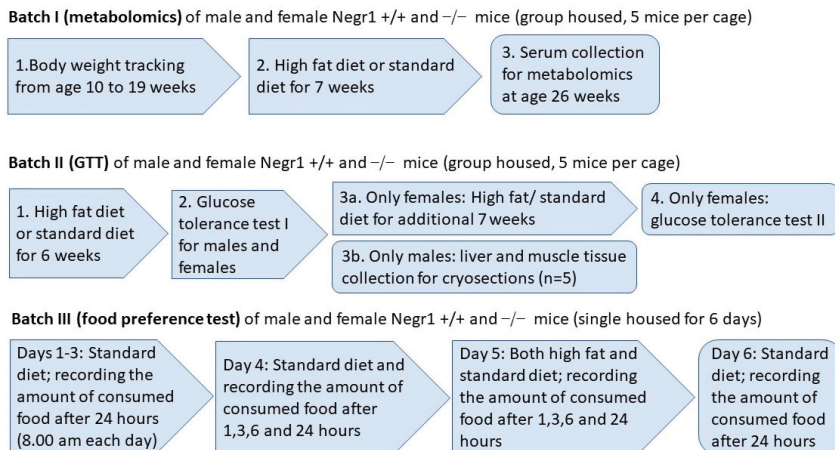 Batch I (metabolomics) of male and female Negr1 +/+ and −/− mice (group housed, 5 mice per cage)
1.Body weight tracking
from age 10 to 19 weeks
2. High fat diet or standard
diet for 7 weeks
3. Serum collection
for metabolomics
at age 26 weeks
Batch II (GTT) of male and female Negr1 +/+ and −/− mice (group housed, 5 mice per cage)
1. High fat diet
or standard diet
for 6 weeks
2. Glucose
tolerance test I
for males and
females
3a. Only females: High fat/ standard
diet for additional 7 weeks
3b. Only males: liver and muscle tissue
collection for cryosections (n=5)
4. Only females:
glucose tolerance test II
Batch III (food preference test) of male and female Negr1 +/+ and −/− mice (single housed for 6 days)
Days 1-3: Standard
diet; recording the
amount of consumed
food after 24 hours
(8.00 am each day)
Day 4: Standard diet and
recording the amount of
consumed food after
1,3,6 and 24 hours
Day 5: Both high fat and
standard diet; recording
the amount of consumed
food after 1,3,6 and 24
hours
Day 6: Standard
diet; recording
the amount of
consumed food
after 24 hours